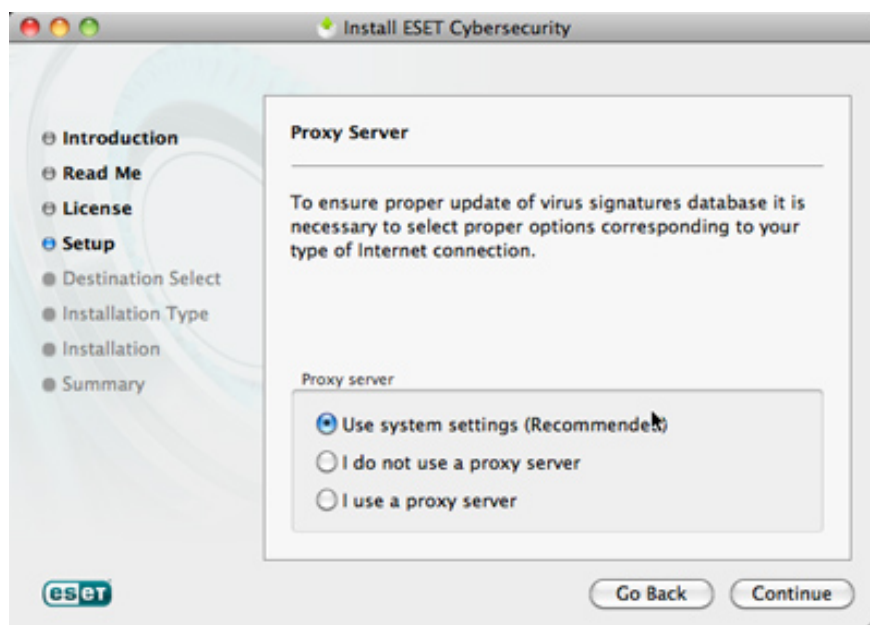 Install ESET Cybersecurity
Introduction
Read Me
License
Setup
Destination Select
Installation Type
Installation
Summary
Proxy Server
To ensure proper update of virus signatures database it is
necessary to select proper options corresponding to your
type of Internet connection.
Proxy server
Use system settings (Recommended)
I do not use a proxy server
I use a proxy server
eseT
Go Back
Continue